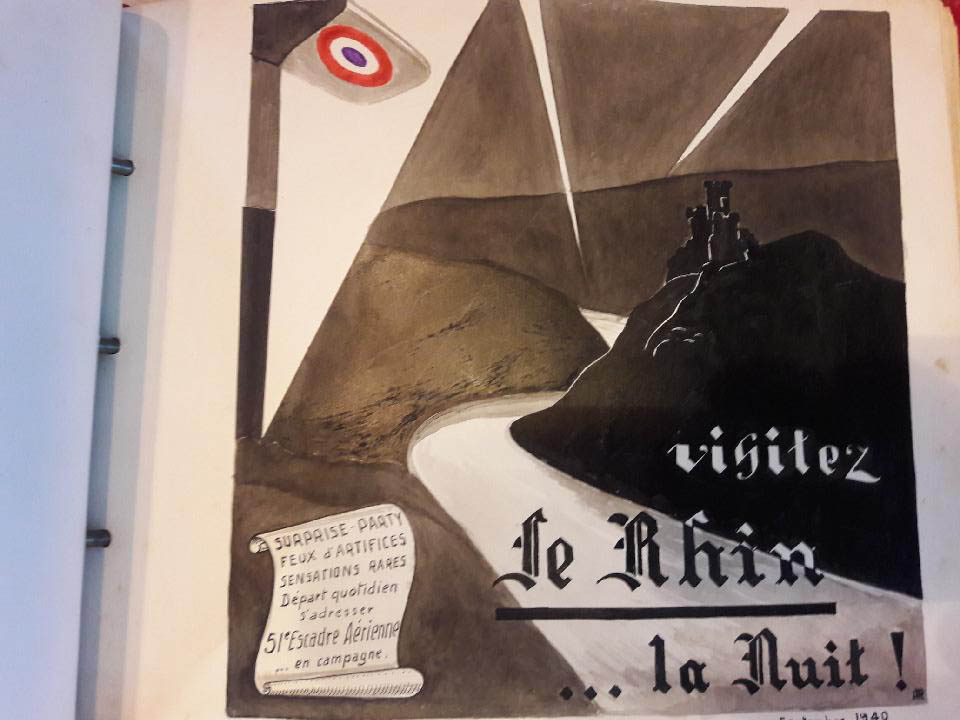 SURPRISE-PARTY
FEUX d'ARTIFICES
SENSATIONS RARES
Départ quotidien
s'adresser:
51e Escadre Aérienne
... en campagne.
visitez
Le Rhin
... la Nuit !
1940